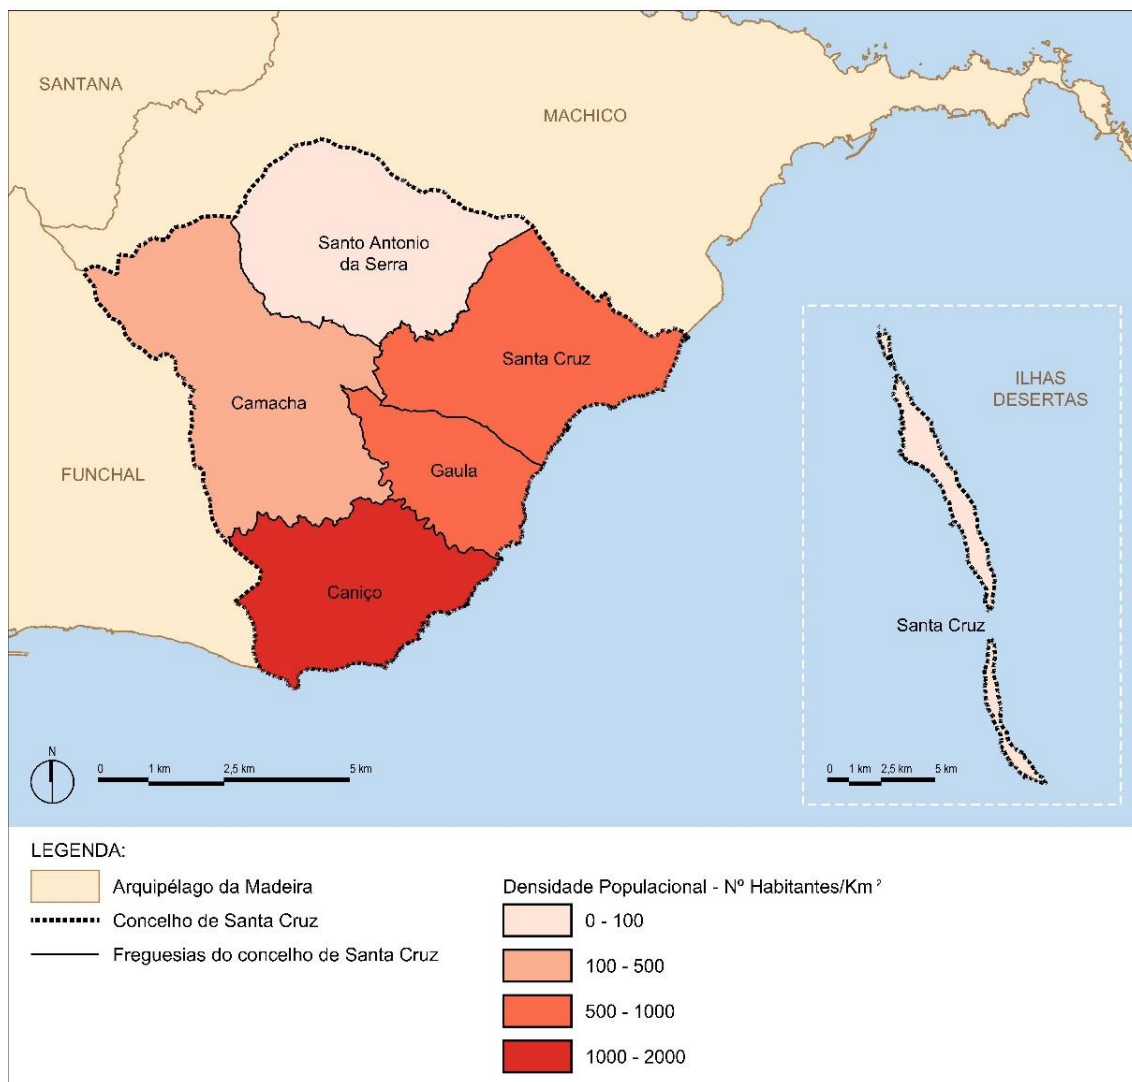 SANTANA
MACHICO
Santo Antonio
da Serra
Santa Cruz
ILHAS
DESERTAS
Camacha
FUNCHAL
Gaula
Caniço
Santa Cruz
N
0 1 km 2,5 km 5 km
0 1 km 2,5 km 5 km
LEGENDA:
Arquipélago da Madeira
Concelho de Santa Cruz
Freguesias do concelho de Santa Cruz
Densidade Populacional - Nº Habitantes/Km²
0 - 100
100 - 500
500 - 1000
1000 - 2000